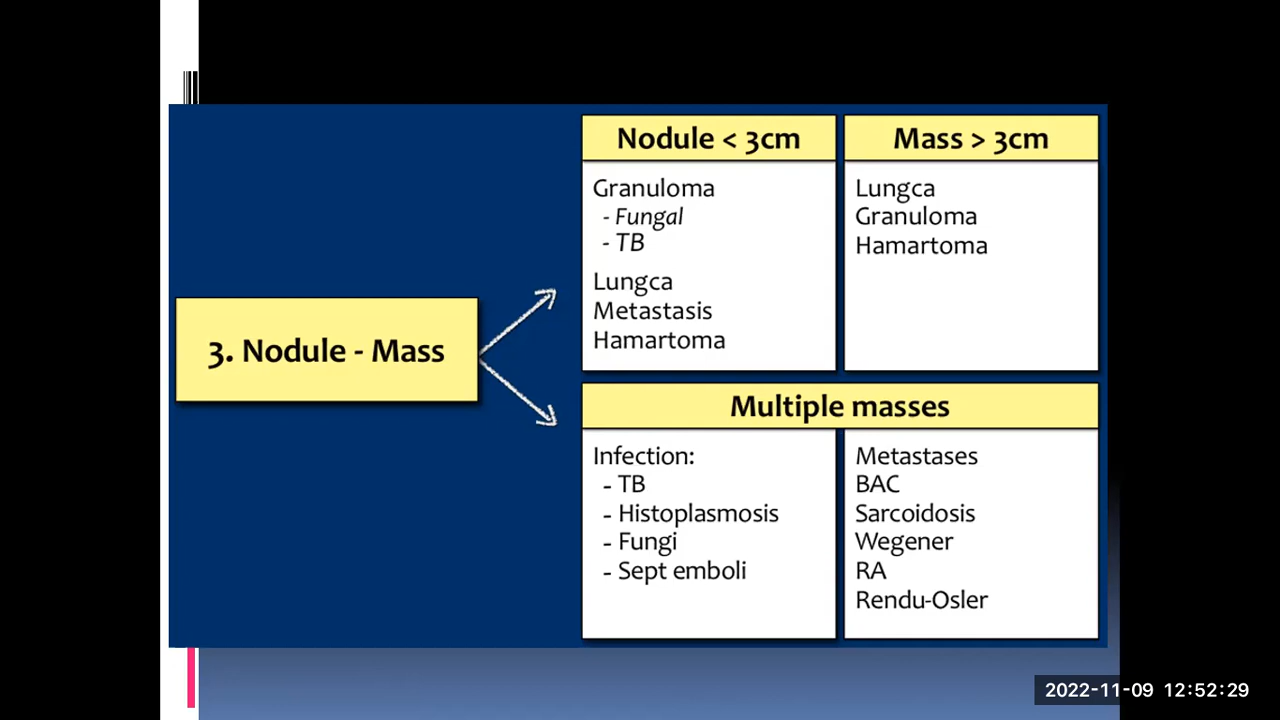 3. Nodule - Mass
Nodule < 3cm
Granuloma
- Fungal
- TB
Lungca
Metastasis
Hamartoma
Mass > 3cm
Lungca
Granuloma
Hamartoma
Multiple masses
Infection:
- TB
- Histoplasmosis
- Fungi
- Sept emboli
Metastases
BAC
Sarcoidosis
Wegener
RA
Rendu-Osler
2022-11-09 12:52:29